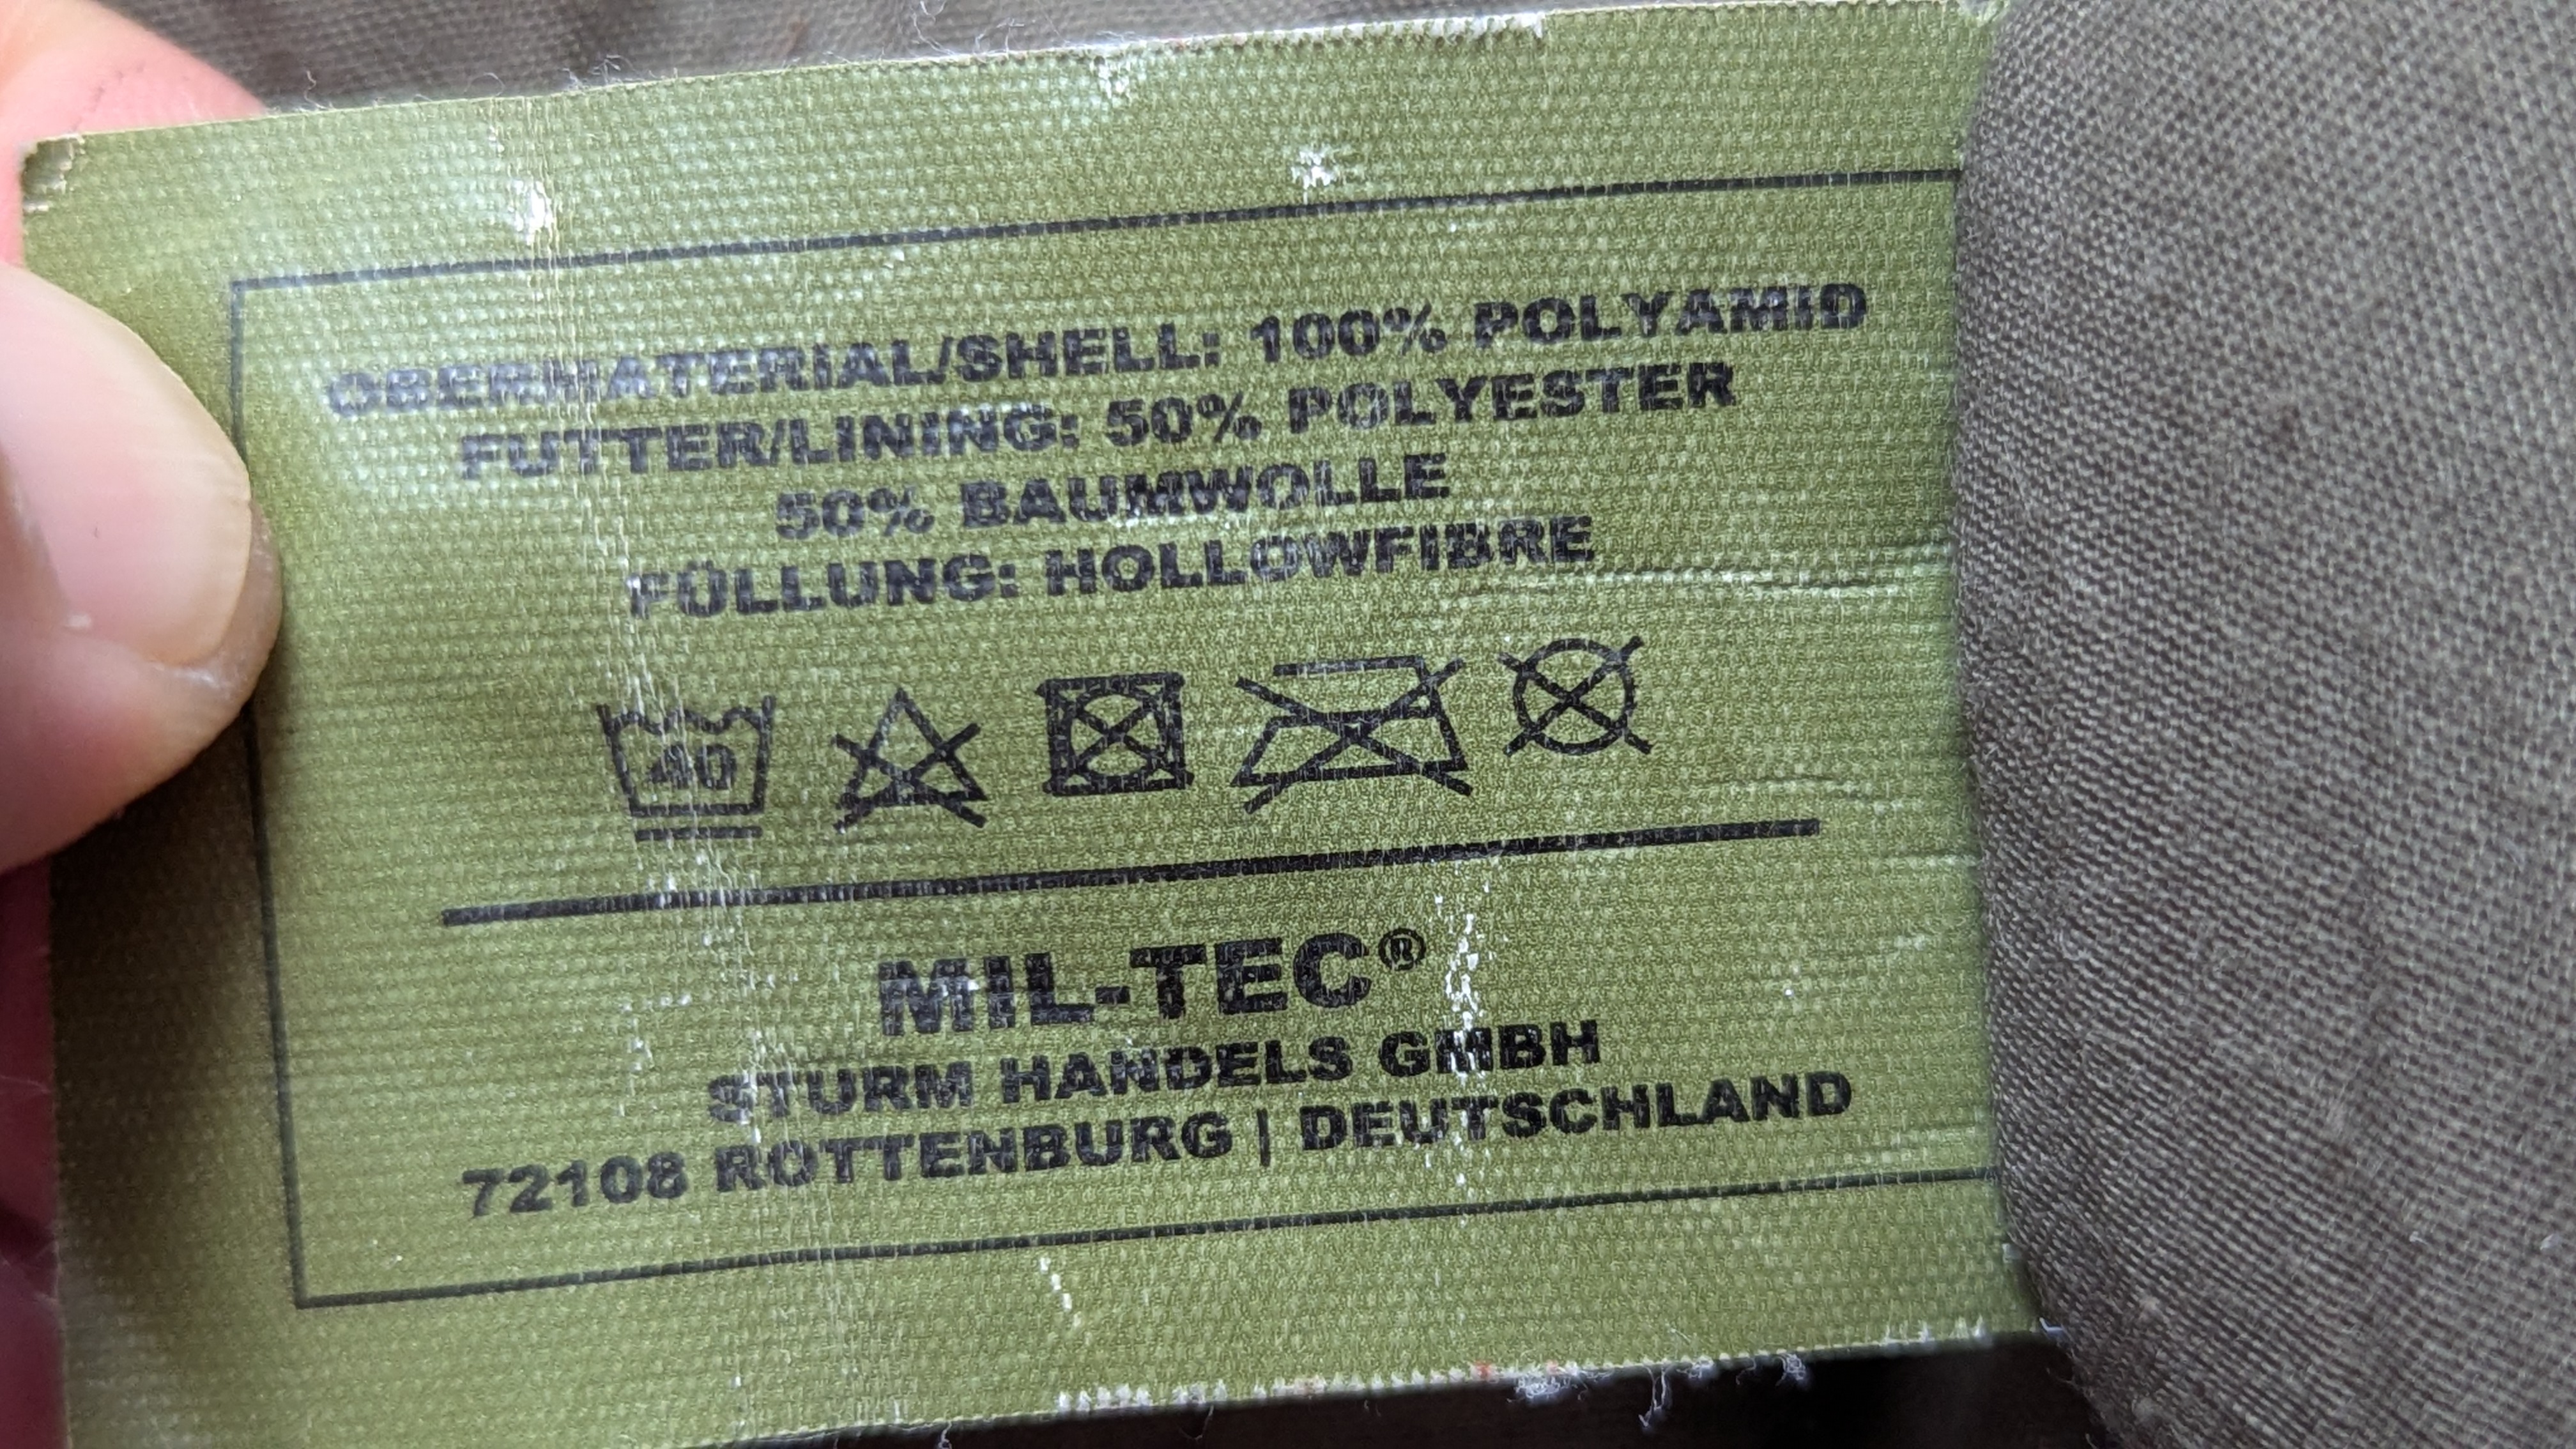 OBERMATERIAL/SHELL: 100% POLYAMID
FUTTER/LINING: 50% POLYESTER
50% BAUMWOLLE
FÜLLUNG: HOLLOWFIBRE
40
MIL-TEC®
STURM HANDELS GMBH
72108 ROTTENBURG | DEUTSCHLAND